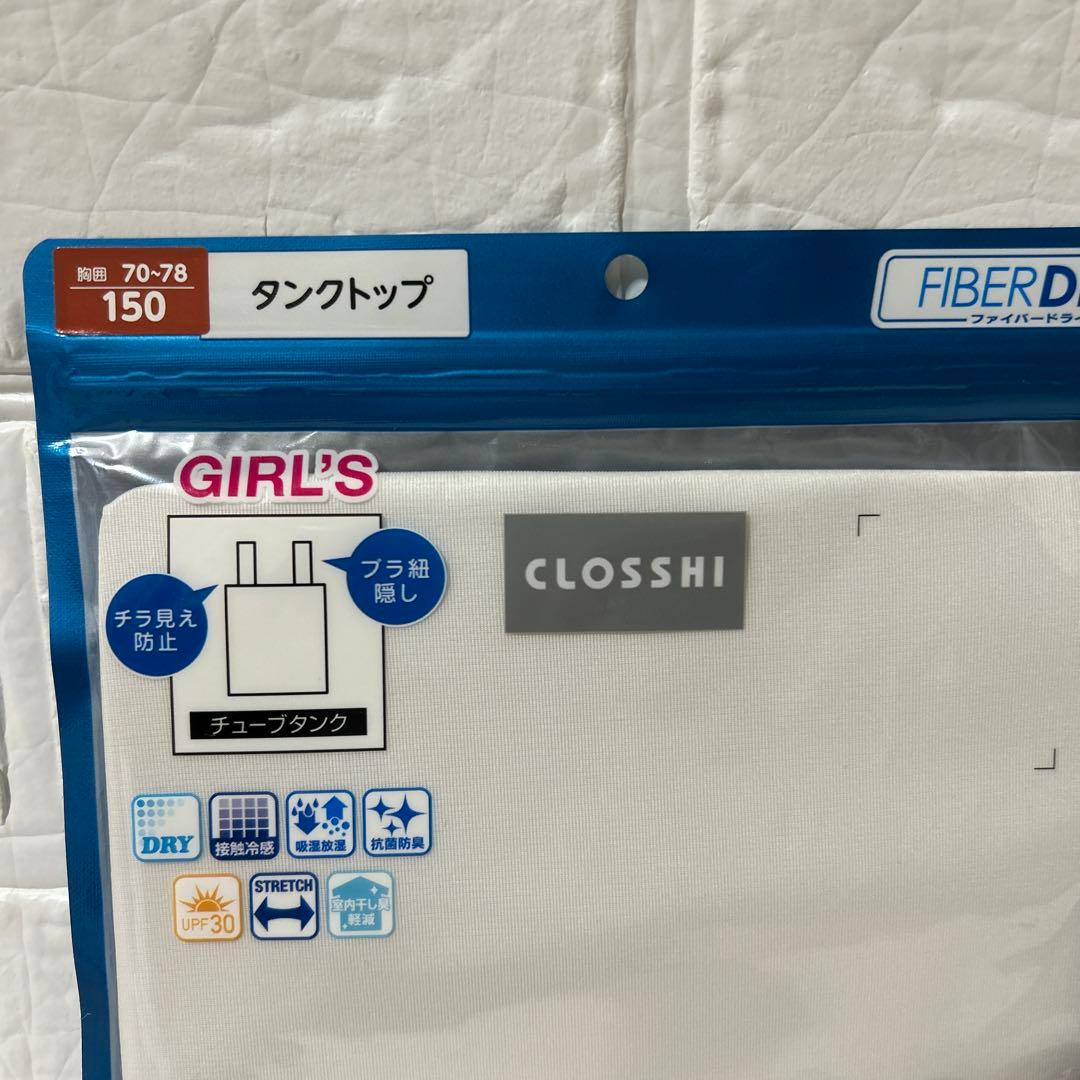 胸囲 70~78
150
タンクトップ
FIBER
ファイバードライ
GIRL'S
チラ見え
防止
ブラ紐
隠し
チューブタンク
CLOSSHI
DRY
接触冷感
吸湿放湿
抗菌防臭
UPF30
STRETCH
室内干し臭
軽減